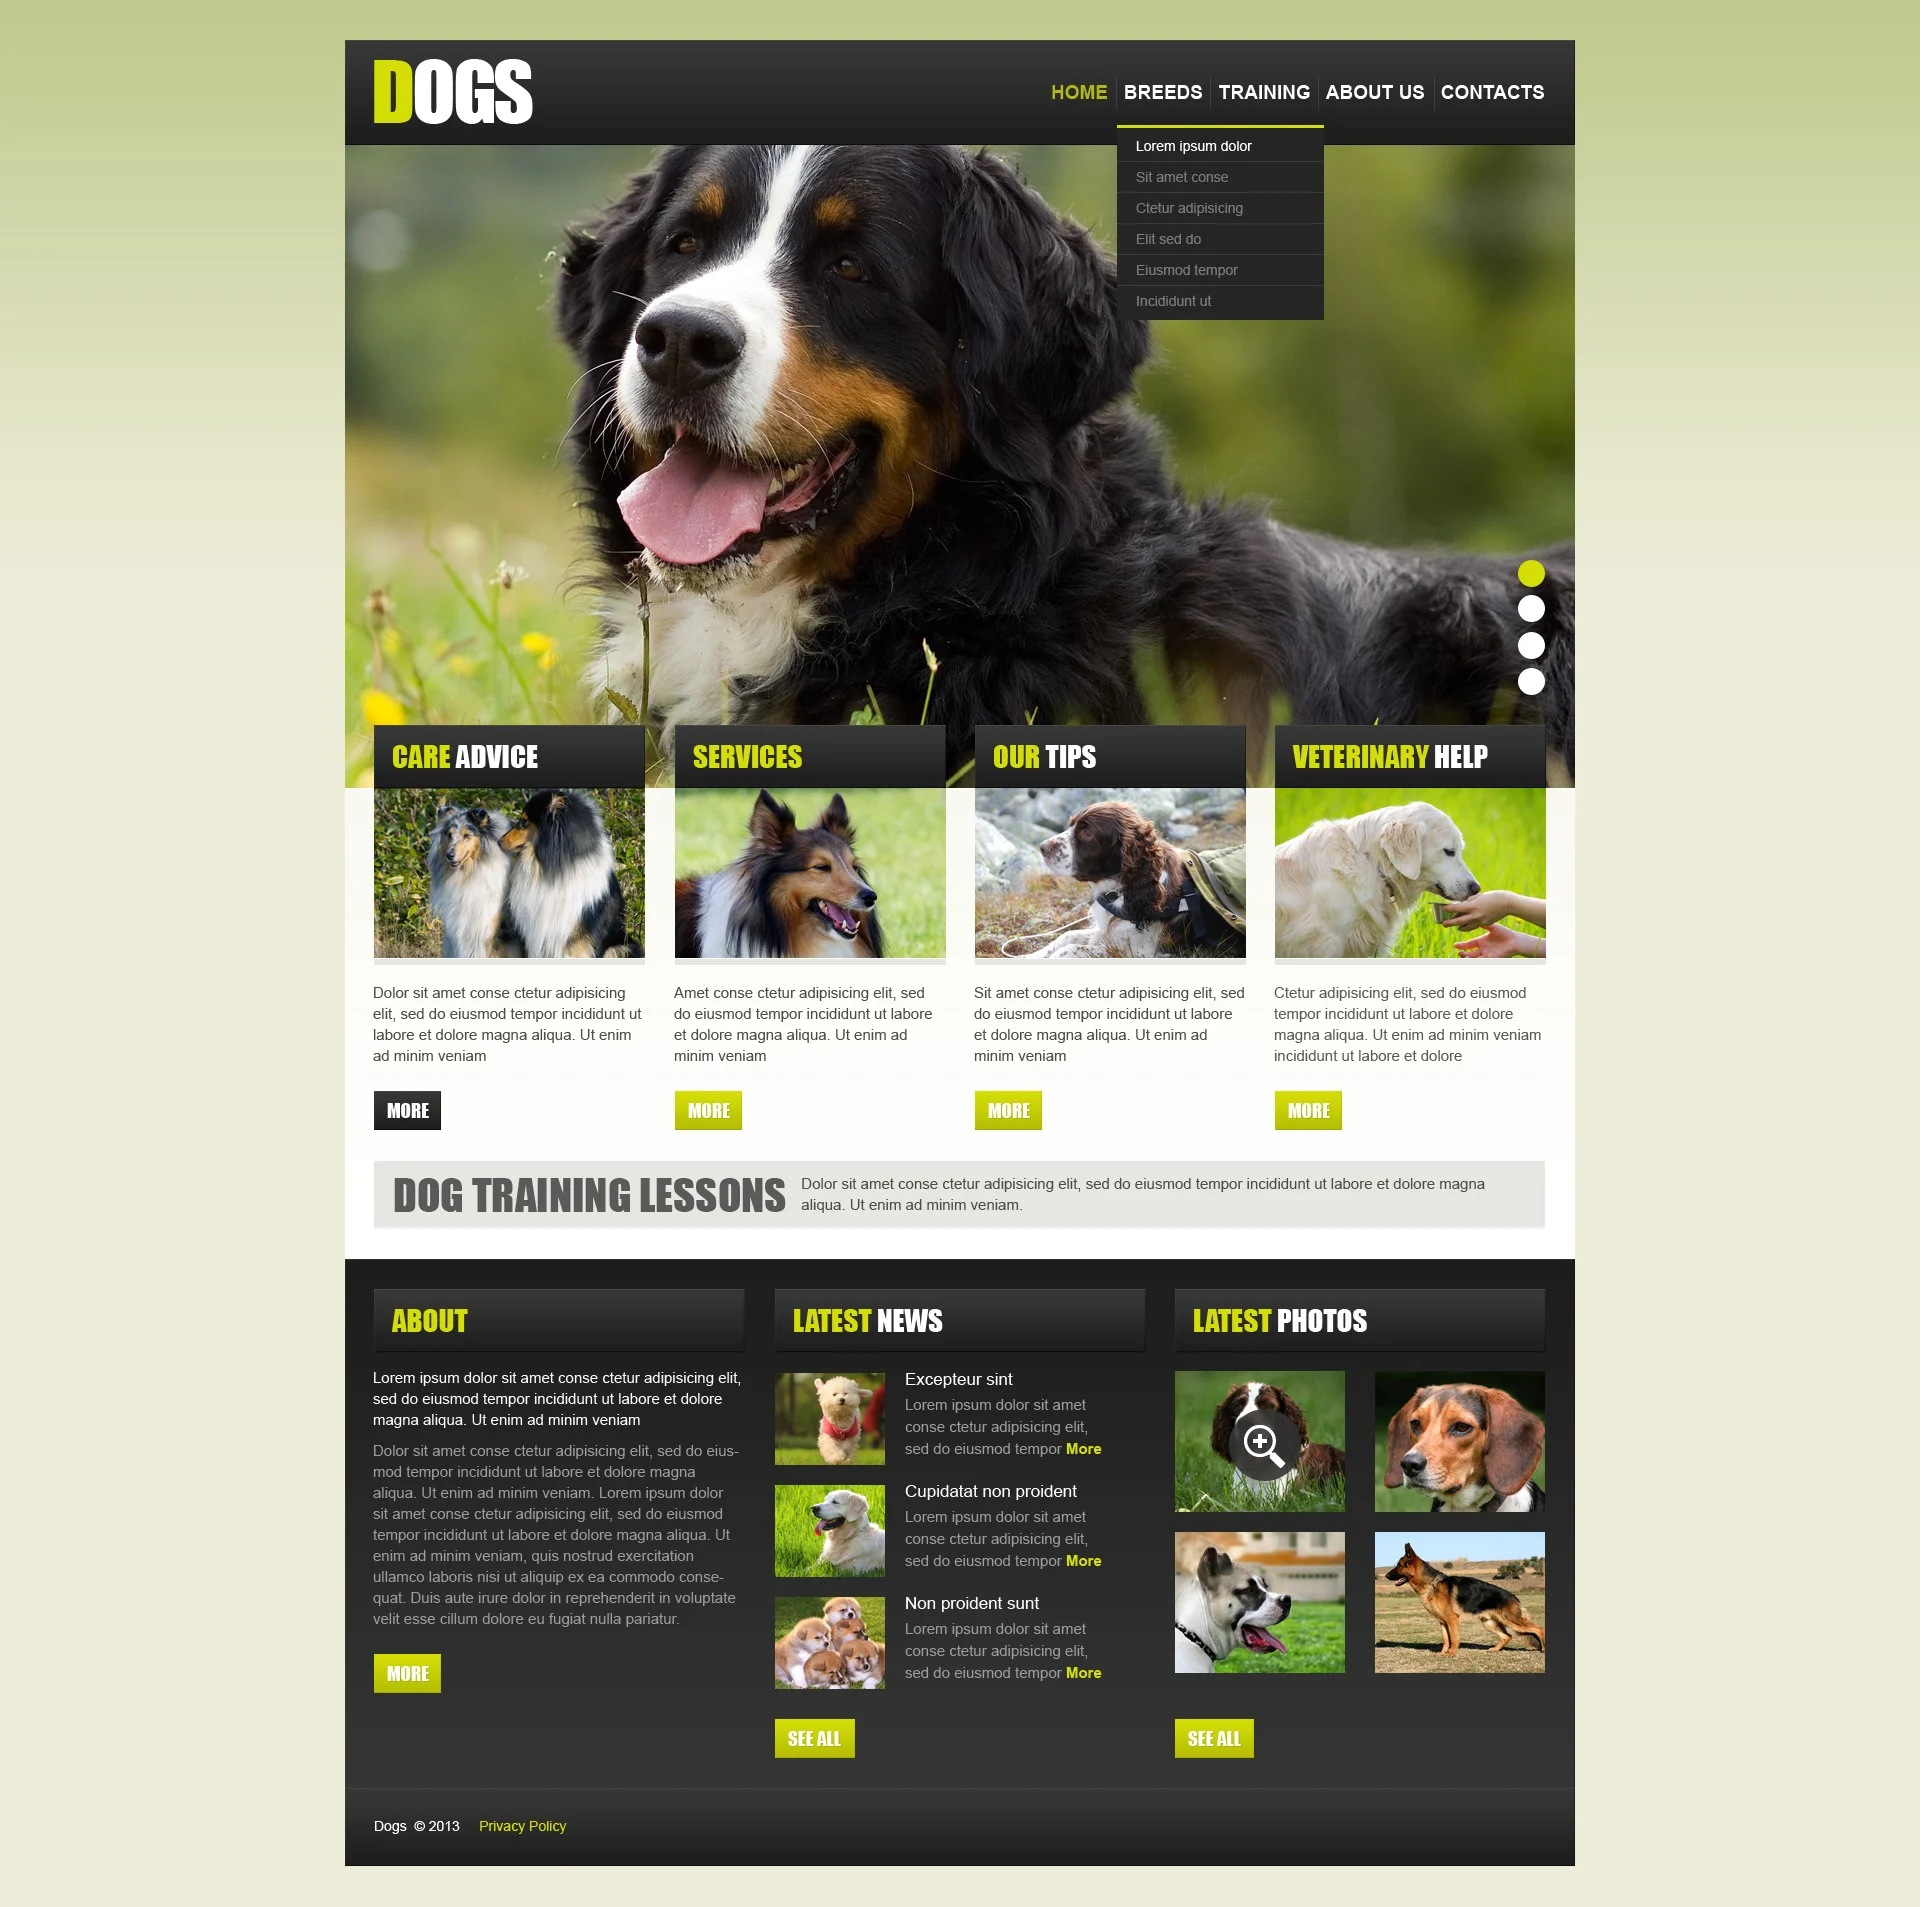 DOGS
HOME BREEDS TRAINING ABOUT US CONTACTS
Lorem ipsum dolor
Sit amet conse
Ctetur adipisicing
Elit sed do
Eiusmod tempor
Incididunt ut
CARE ADVICE
Dolor sit amet conse ctetur adipisicing
elit, sed do eiusmod tempor incididunt ut
labore et dolore magna aliqua. Ut enim
ad minim veniam
MORE
SERVICES
Amet conse ctetur adipisicing elit, sed
do eiusmod tempor incididunt ut labore
et dolore magna aliqua. Ut enim ad
minim veniam
MORE
OUR TIPS
Sit amet conse ctetur adipisicing elit, sed
do eiusmod tempor incididunt ut labore
et dolore magna aliqua. Ut enim ad
minim veniam
MORE
VETERINARY HELP
Ctetur adipisicing elit, sed do eiusmod
tempor incididunt ut labore et dolore
magna aliqua. Ut enim ad minim veniam
incididunt ut labore et dolore
MORE
DOG TRAINING LESSONS
Dolor sit amet conse ctetur adipisicing elit, sed do eiusmod tempor incididunt ut labore et dolore magna
aliqua. Ut enim ad minim veniam.
ABOUT
Lorem ipsum dolor sit amet conse ctetur adipisicing elit,
sed do eiusmod tempor incididunt ut labore et dolore
magna aliqua. Ut enim ad minim veniam
Dolor sit amet conse ctetur adipisicing elit, sed do eius-
mod tempor incididunt ut labore et dolore magna
aliqua. Ut enim ad minim veniam. Lorem ipsum dolor
sit amet conse ctetur adipisicing elit, sed do eiusmod
tempor incididunt ut labore et dolore magna aliqua. Ut
enim ad minim veniam, quis nostrud exercitation
ullamco laboris nisi ut aliquip ex ea commodo conse-
quat. Duis aute irure dolor in reprehenderit in voluptate
velit esse cillum dolore eu fugiat nulla pariatur.
MORE
LATEST NEWS
Excepteur sint
Lorem ipsum dolor sit amet
conse ctetur adipisicing elit,
sed do eiusmod tempor More
Cupidatat non proident
Lorem ipsum dolor sit amet
conse ctetur adipisicing elit,
sed do eiusmod tempor More
Non proident sunt
Lorem ipsum dolor sit amet
conse ctetur adipisicing elit,
sed do eiusmod tempor More
SEE ALL
LATEST PHOTOS
SEE ALL
Dogs © 2013 Privacy Policy